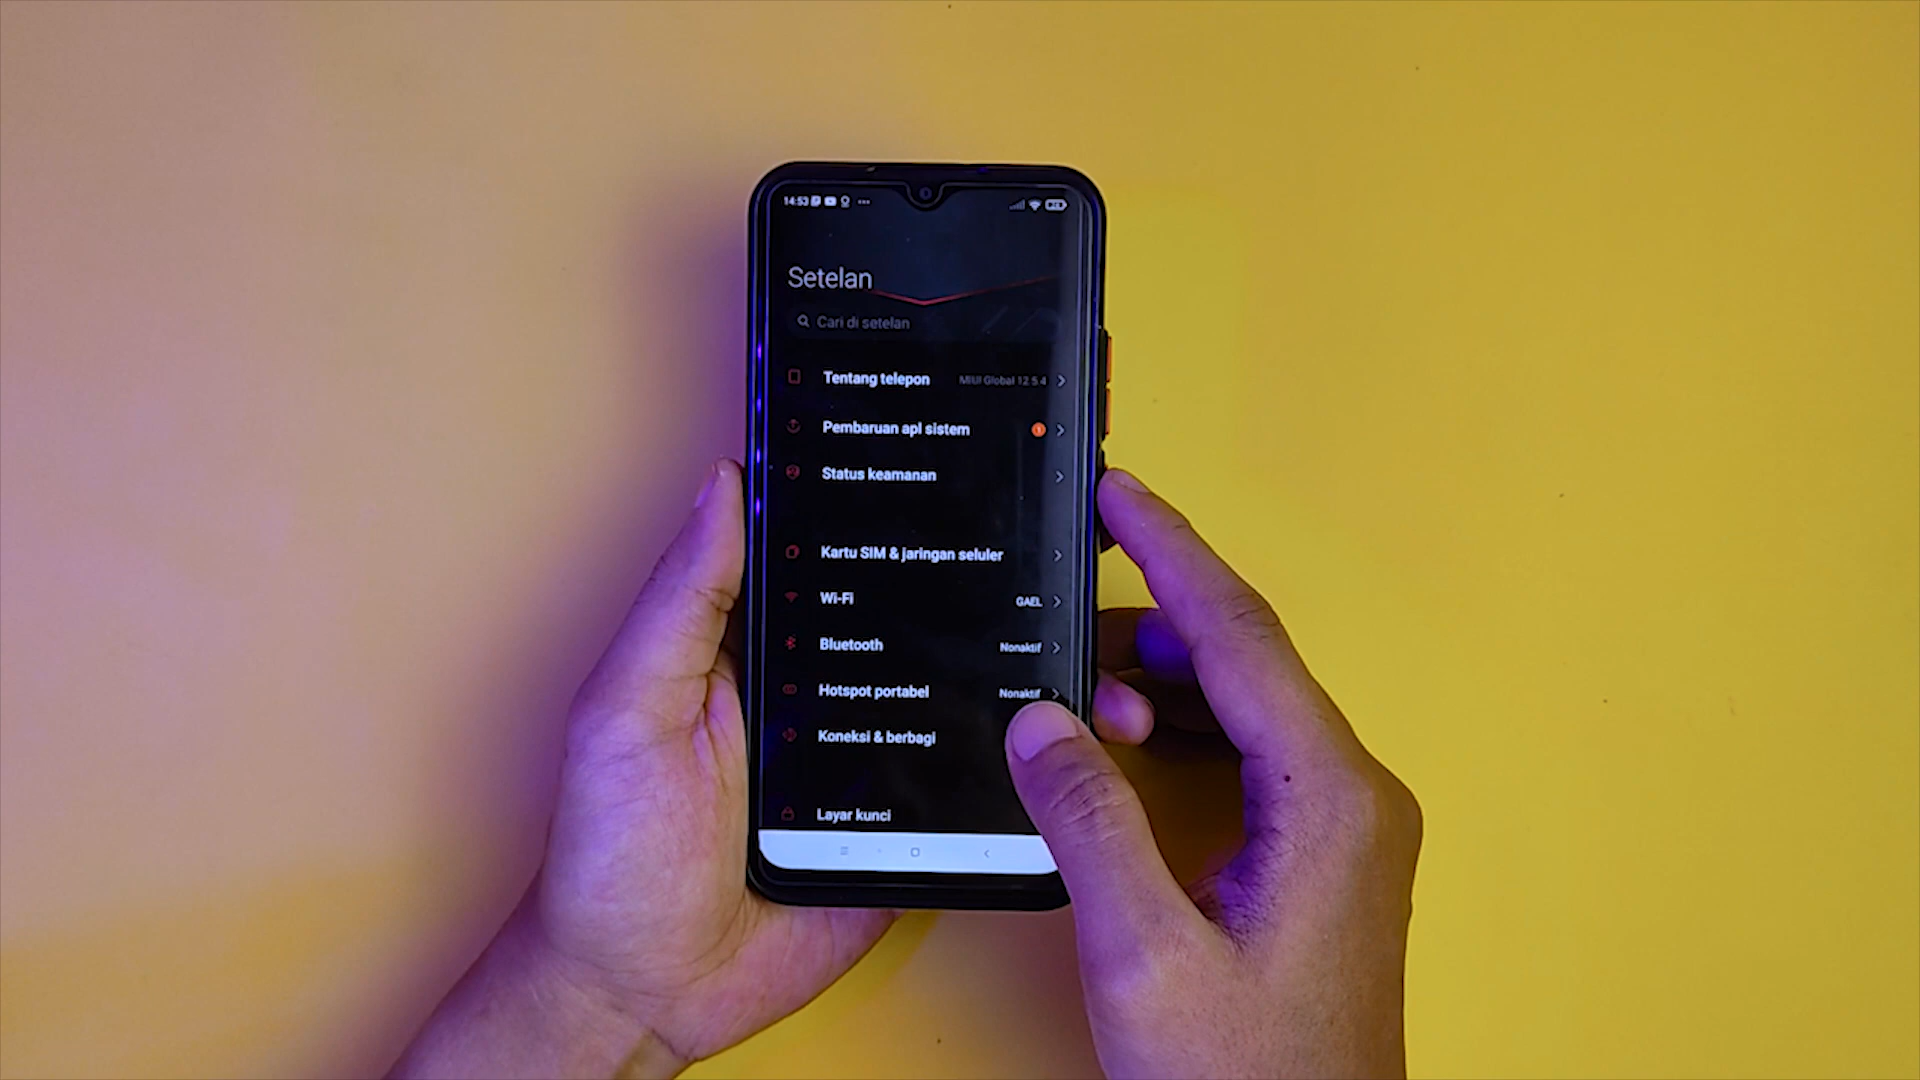 14:53
Setelan
Cari di setelan
Tentang telepon MIUI Global 12.5.4
Pembaruan apl sistem 1
Status keamanan
Kartu SIM & jaringan seluler
Wi-Fi GAEL
Bluetooth Nonaktif
Hotspot portabel Nonaktif
Koneksi & berbagi
Layar kunci